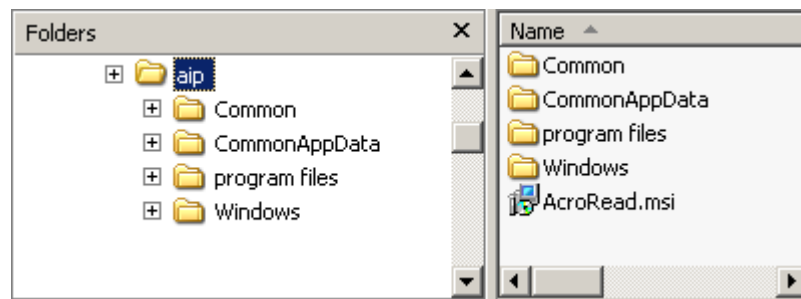 Folders
aip
Common
CommonAppData
program files
Windows
Name
Common
CommonAppData
program files
Windows
AcroRead.msi